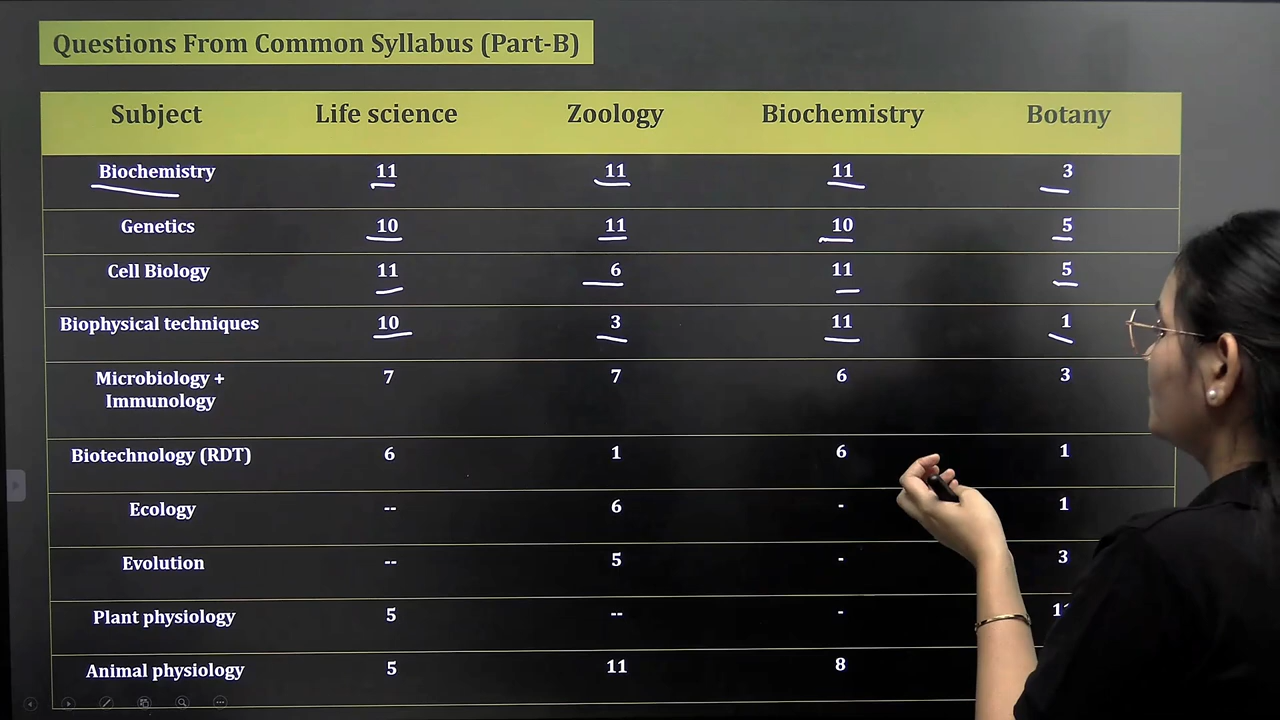 Questions From Common Syllabus (Part-B)
Subject Life science Zoology Biochemistry Botany
Biochemistry 11 11 11 3
Genetics 10 11 10 5
Cell Biology 11 6 11 5
Biophysical techniques 10 3 11 1
Microbiology + 7 7 6 3
Immunology
Biotechnology (RDT) 6 1 6 1
Ecology -- 6 - 1
Evolution -- 5 - 3
Plant physiology 5 -- -
Animal physiology 5 11 8